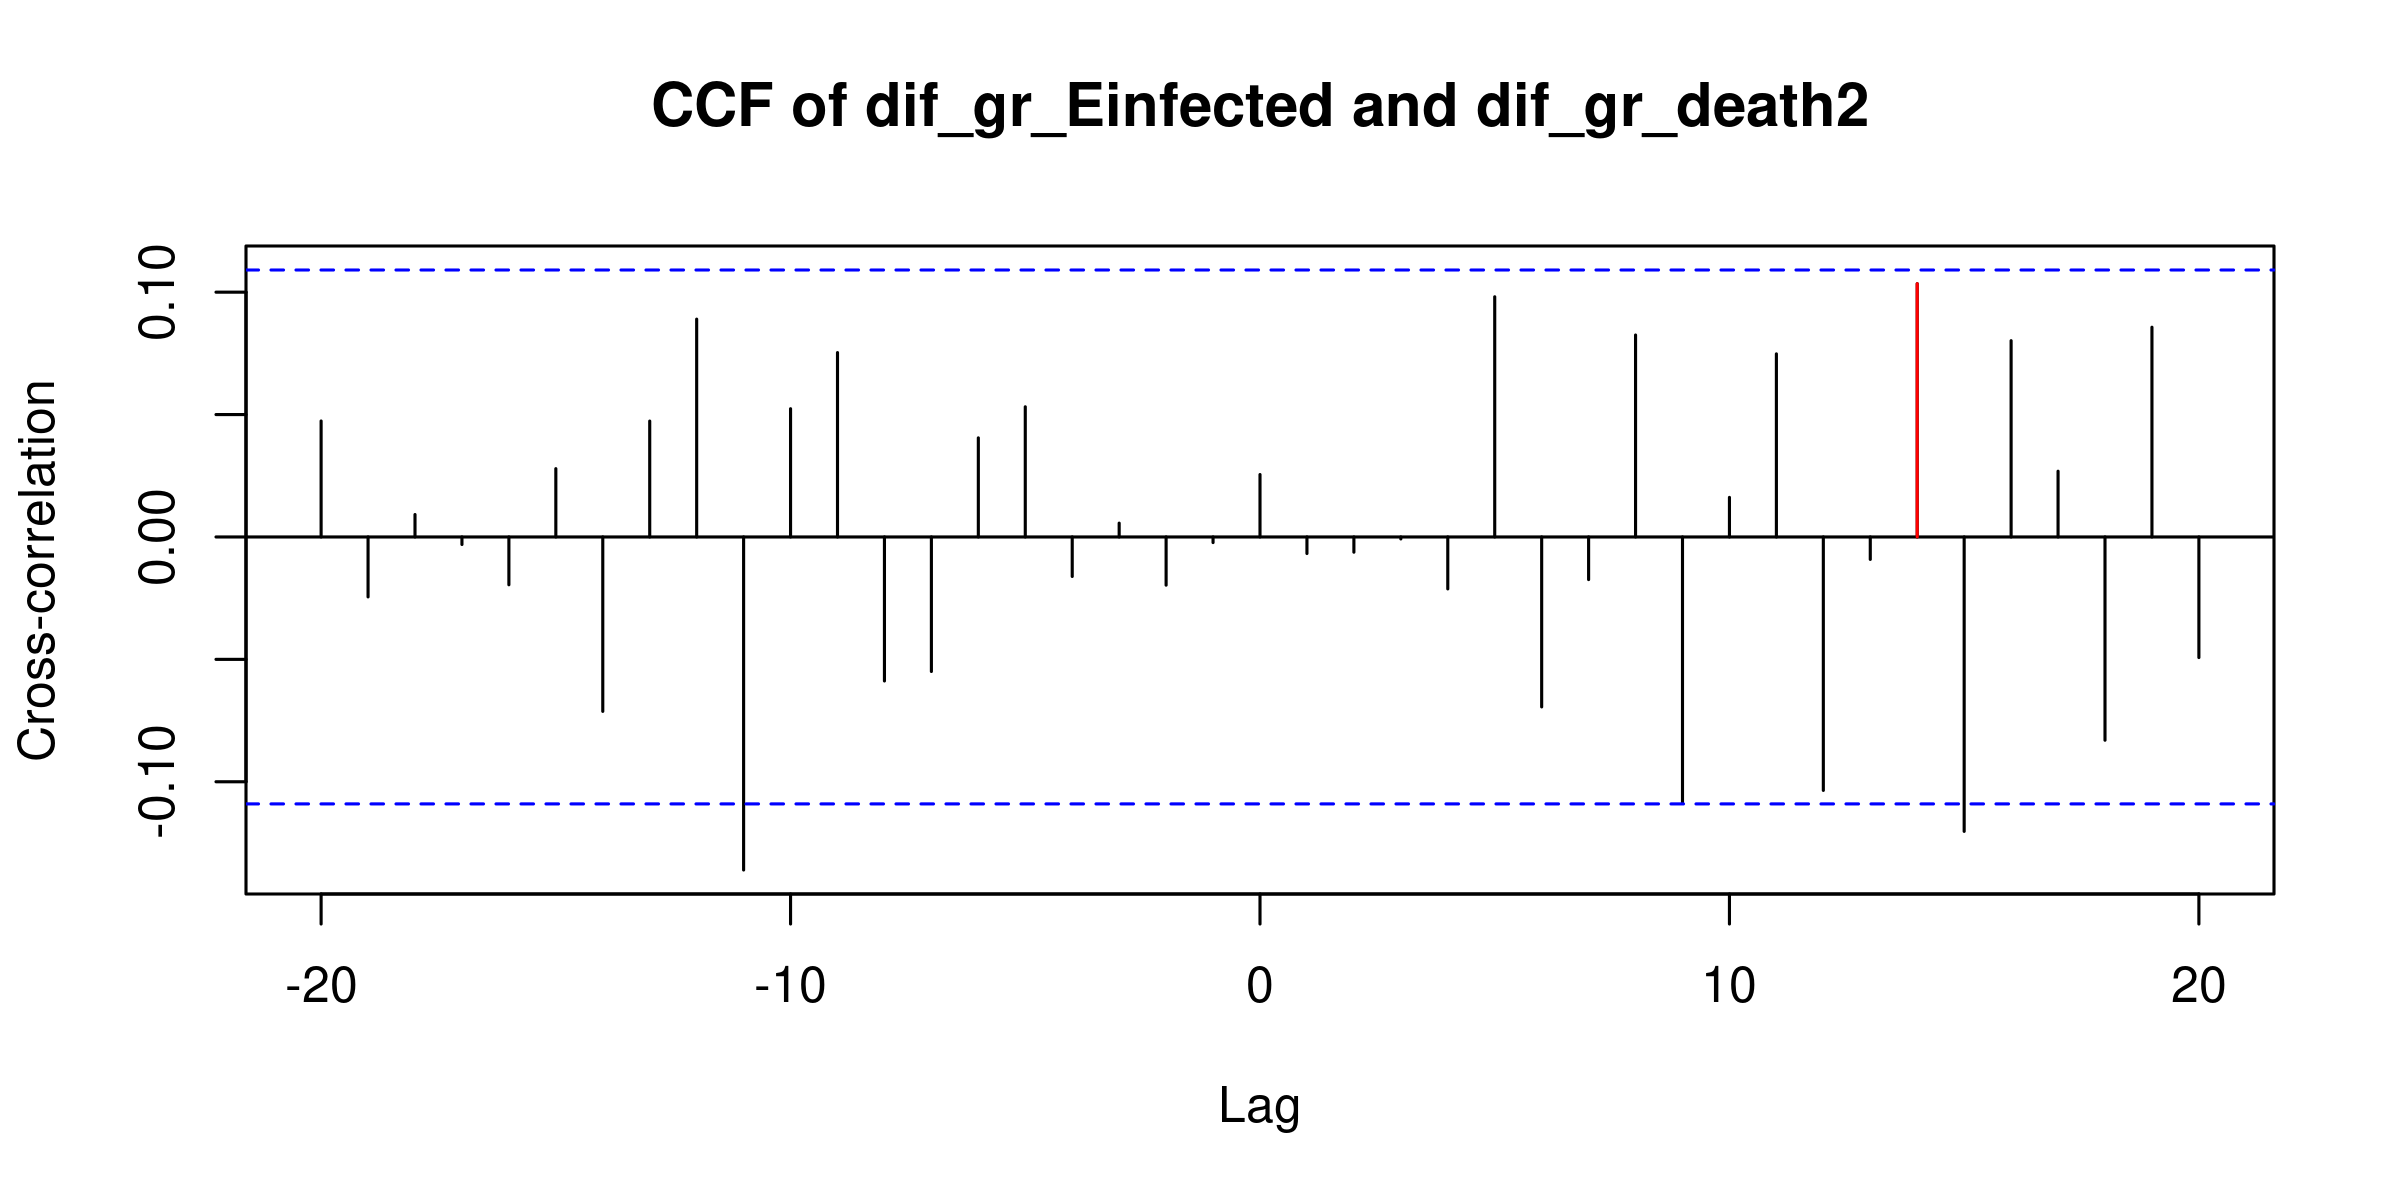 CCF of dif_gr_Einfected and dif_gr_death2
Cross-correlation
0.10
0.00
-0.10
-20 -10 0 10 20
Lag